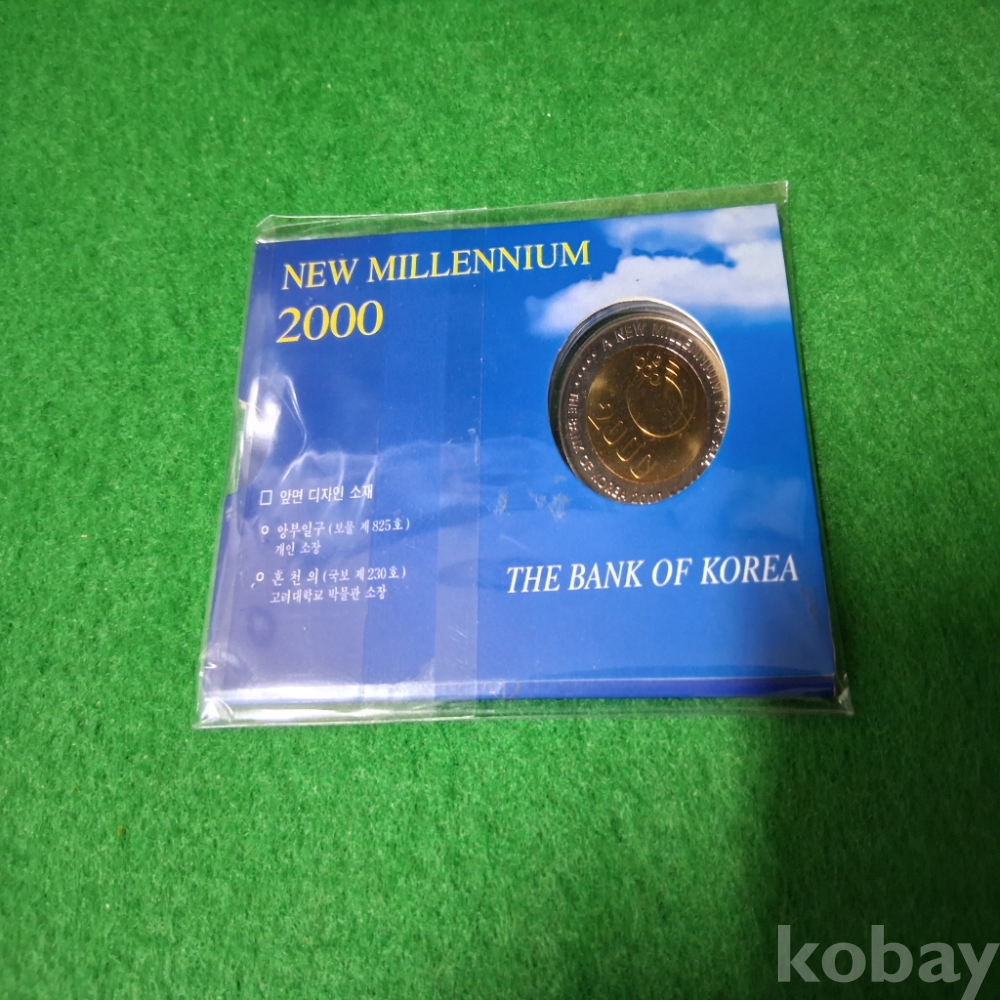 NEW MILLENNIUM
2000
A NEW MILLENNIUM FOR ALL
THE BANK OF KOREA 2000
2000
□ 앞면 디자인 소재
앙부일구 (보물 제825호)
개인 소장
혼 천 의 (국보 제230호)
고려대학교 박물관 소장
THE BANK OF KOREA
kobay